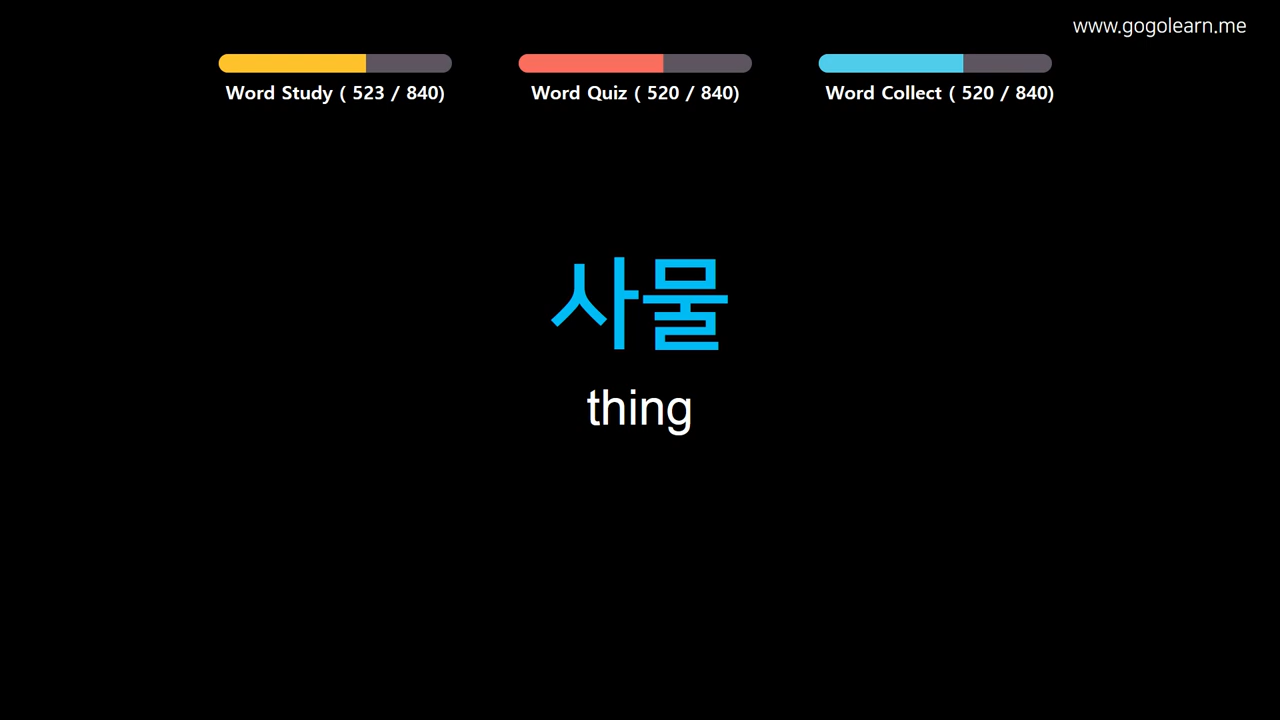 www.gogolearn.me
Word Study ( 523 / 840)
Word Quiz ( 520 / 840)
Word Collect ( 520 / 840)
사물
thing